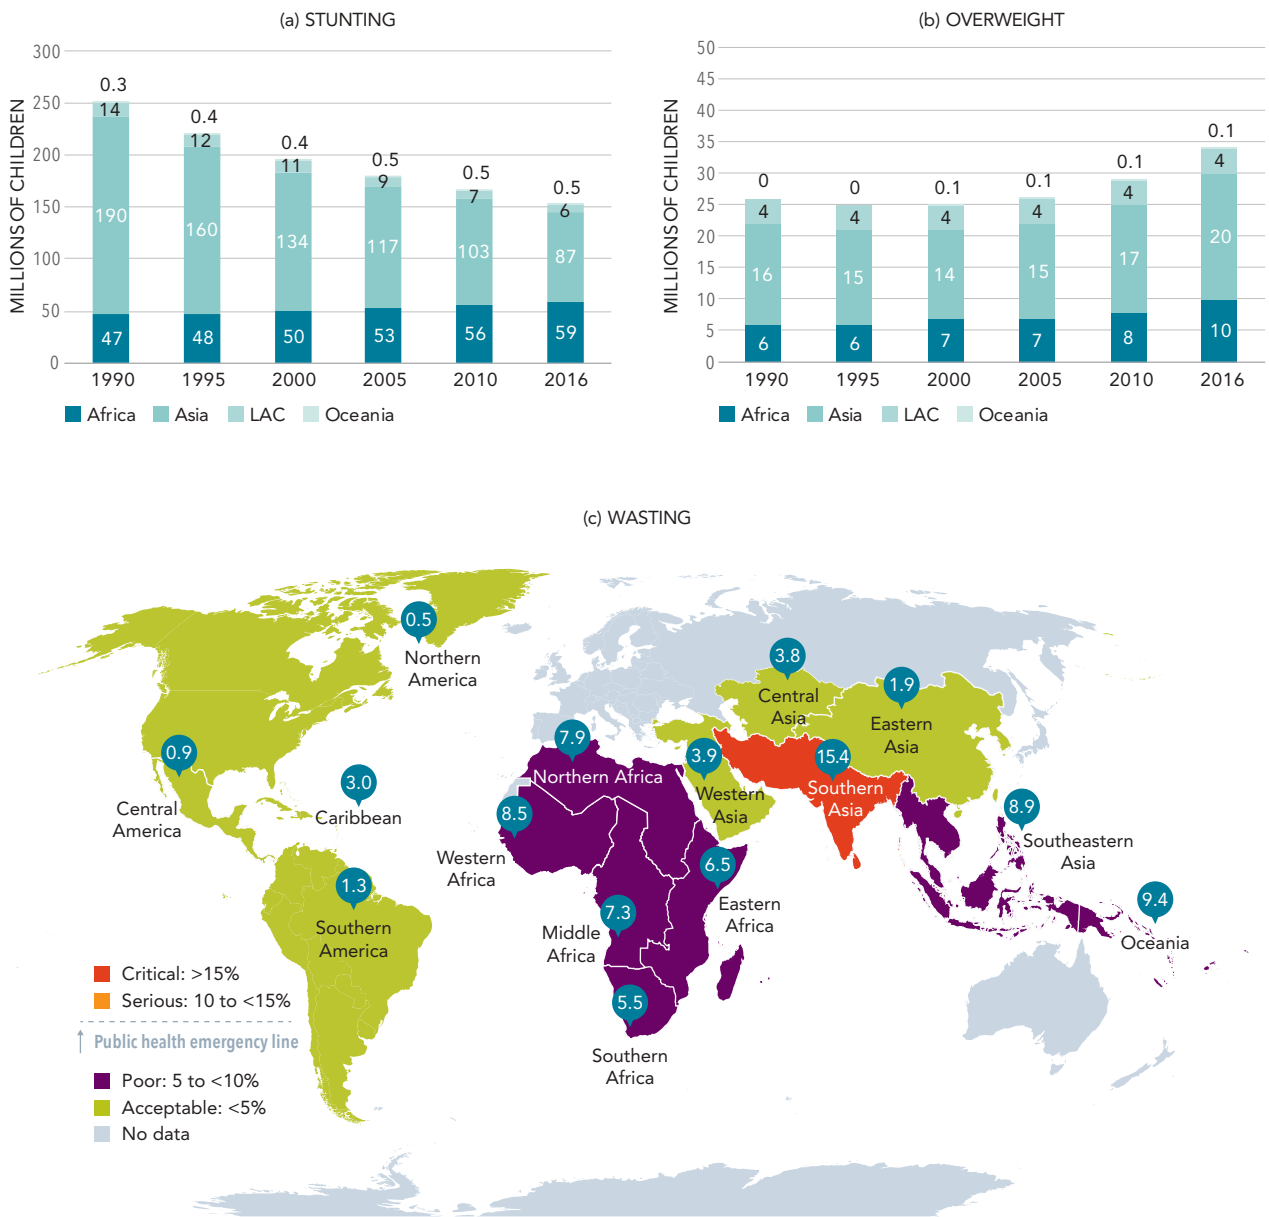 (a) STUNTING
MILLIONS OF CHILDREN
300
250
200
150
100
50
0
0.3
14
190
47
0.4
12
160
48
0.4
11
134
50
0.5
9
117
53
0.5
7
103
56
0.5
6
87
59
1990 1995 2000 2005 2010 2016
Africa Asia LAC Oceania
(b) OVERWEIGHT
MILLIONS OF CHILDREN
50
45
40
35
30
25
20
15
10
5
0
0
4
16
6
0
4
15
6
0.1
4
14
7
0.1
4
15
7
0.1
4
17
8
0.1
4
20
10
1990 1995 2000 2005 2010 2016
Africa Asia LAC Oceania
(c) WASTING
0.5
Northern
America
0.9
Central
America
3.0
Caribbean
1.3
Southern
America
7.9
Northern Africa
8.5
Western
Africa
7.3
Middle
Africa
6.5
Eastern
Africa
5.5
Southern
Africa
3.8
Central
Asia
1.9
Eastern
Asia
3.9
Western
Asia
15.4
Southern
Asia
8.9
Southeastern
Asia
9.4
Oceania
Critical: >15%
Serious: 10 to <15%
Public health emergency line
Poor: 5 to <10%
Acceptable: <5%
No data